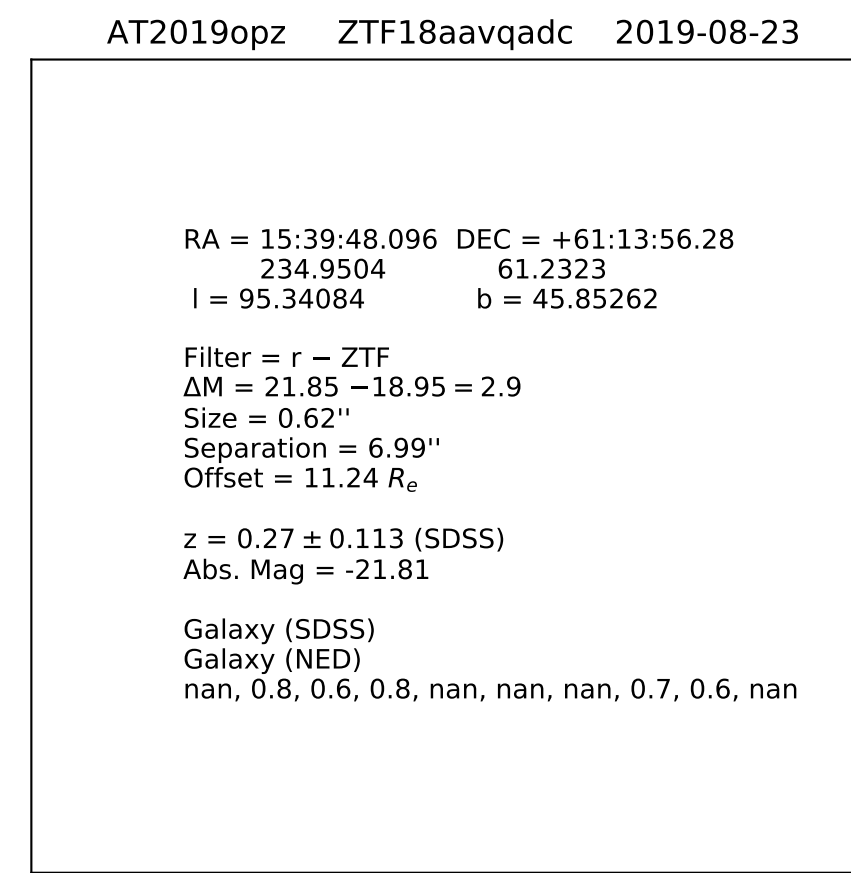 AT2019opz ZTF18aavqadc 2019-08-23
RA = 15:39:48.096 DEC = +61:13:56.28
234.9504 61.2323
l = 95.34084 b = 45.85262
Filter = r − ZTF
ΔM = 21.85 −18.95 = 2.9
Size = 0.62''
Separation = 6.99''
Offset = 11.24 Re
z = 0.27 ± 0.113 (SDSS)
Abs. Mag = -21.81
Galaxy (SDSS)
Galaxy (NED)
nan, 0.8, 0.6, 0.8, nan, nan, nan, 0.7, 0.6, nan